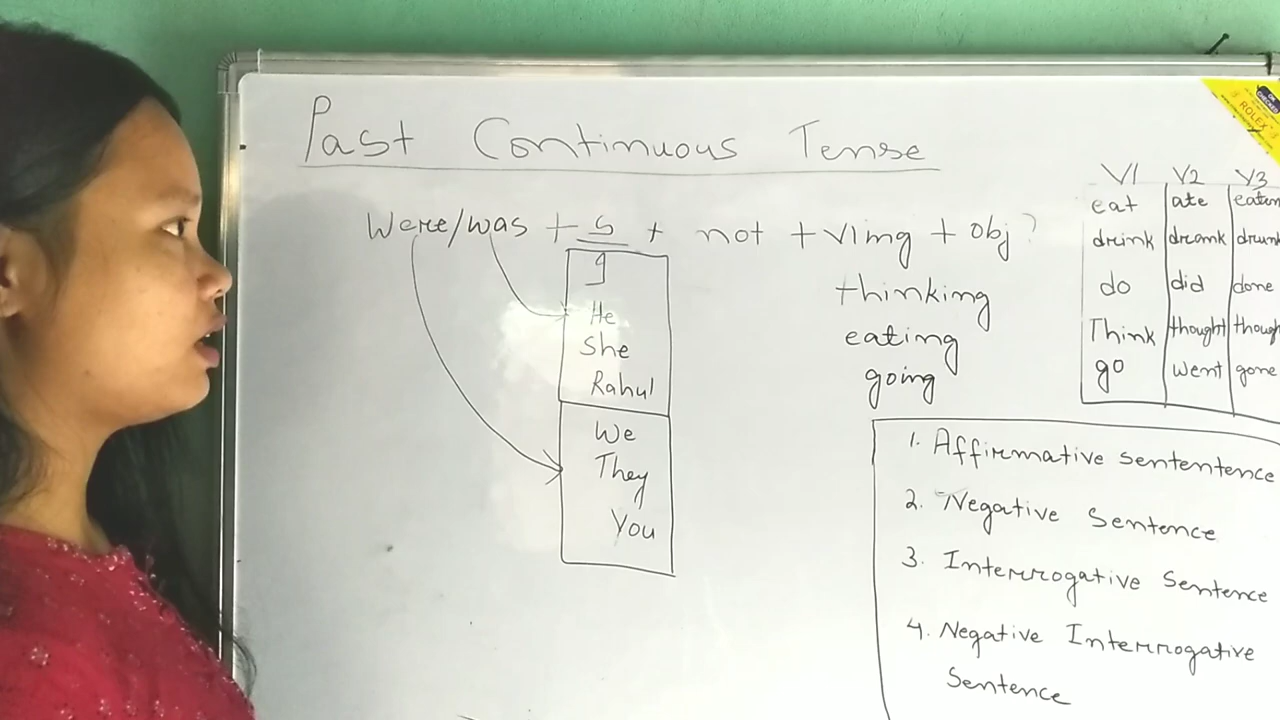 Past Continuous Tense
Were/was + s + not + ving + obj?
I
He
She
Rahul
We
They
You
thinking
eating
going
V1 V2 V3
eat ate eaten
drink drank drunk
do did done
Think thought though
go went gone
1. Affirmative sententence
2. Negative Sentence
3. Interrogative Sentence
4. Negative Interrogative
Sentence
ROLEX